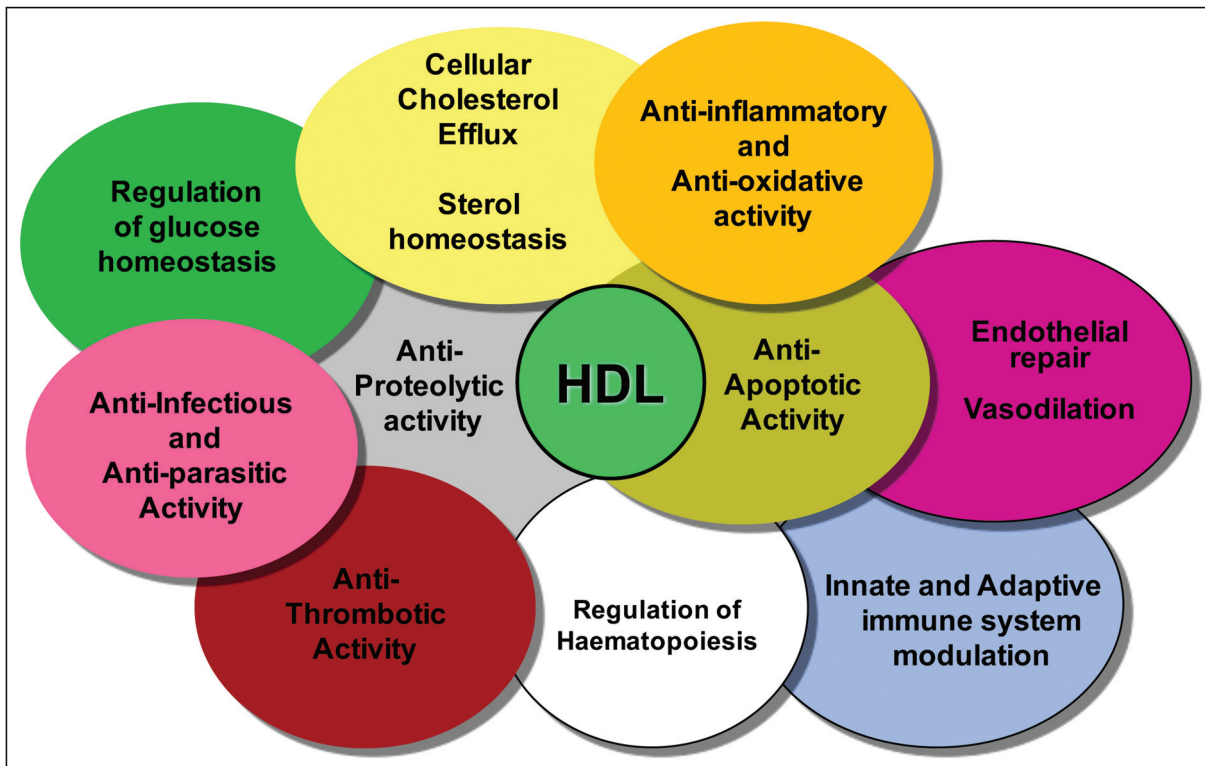 Cellular
Cholesterol
Efflux
Sterol
homeostasis
Anti-inflammatory
and
Anti-oxidative
activity
Regulation
of glucose
homeostasis
Anti-
Proteolytic
activity
HDL
Anti-
Apoptotic
Activity
Endothelial
repair
Vasodilation
Anti-Infectious
and
Anti-parasitic
Activity
Anti-
Thrombotic
Activity
Regulation of
Haematopoiesis
Innate and Adaptive
immune system
modulation